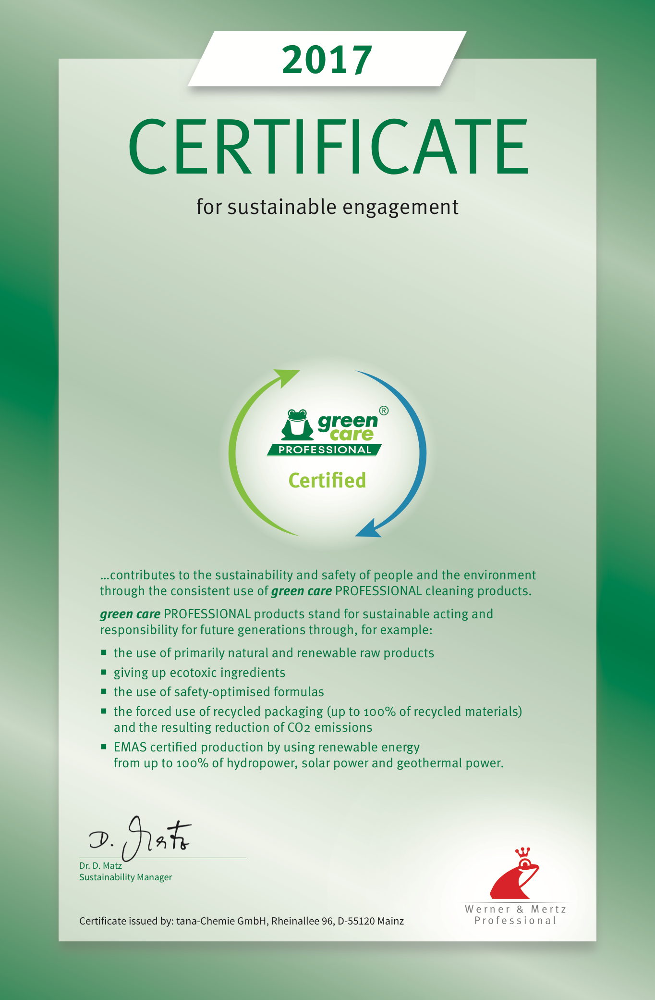 2017
CERTIFICATE
for sustainable engagement
green ®
care
PROFESSIONAL
Certified
...contributes to the sustainability and safety of people and the environment
through the consistent use of green care PROFESSIONAL cleaning products.
green care PROFESSIONAL products stand for sustainable acting and
responsibility for future generations through, for example:
▪ the use of primarily natural and renewable raw products
▪ giving up ecotoxic ingredients
▪ the use of safety-optimised formulas
▪ the forced use of recycled packaging (up to 100% of recycled materials)
and the resulting reduction of CO2 emissions
▪ EMAS certified production by using renewable energy
from up to 100% of hydropower, solar power and geothermal power.
D. Matz
Dr. D. Matz
Sustainability Manager
Certificate issued by: tana-Chemie GmbH, Rheinallee 96, D-55120 Mainz
Werner & Mertz
Professional